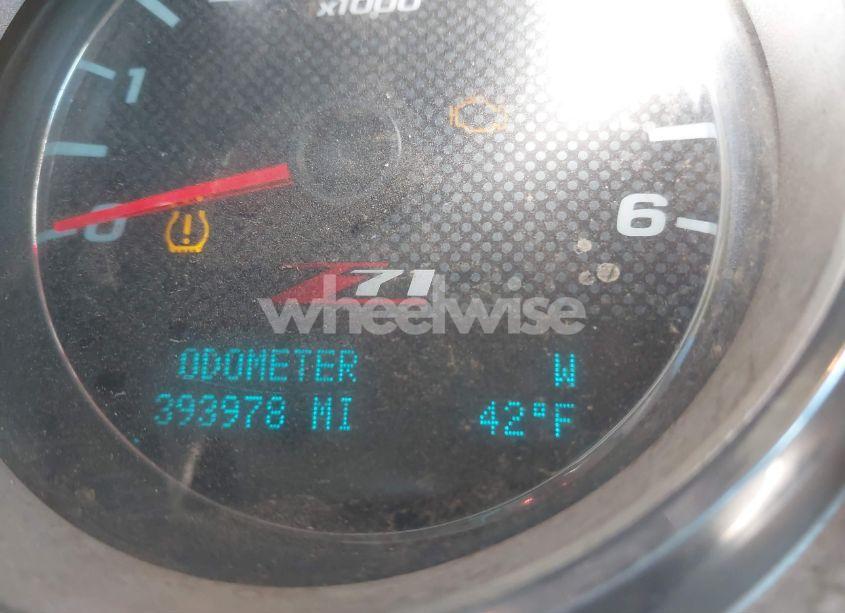 x1000
1
0
6
Z71
wheelwise
ODOMETER W
393978 MI 42°F